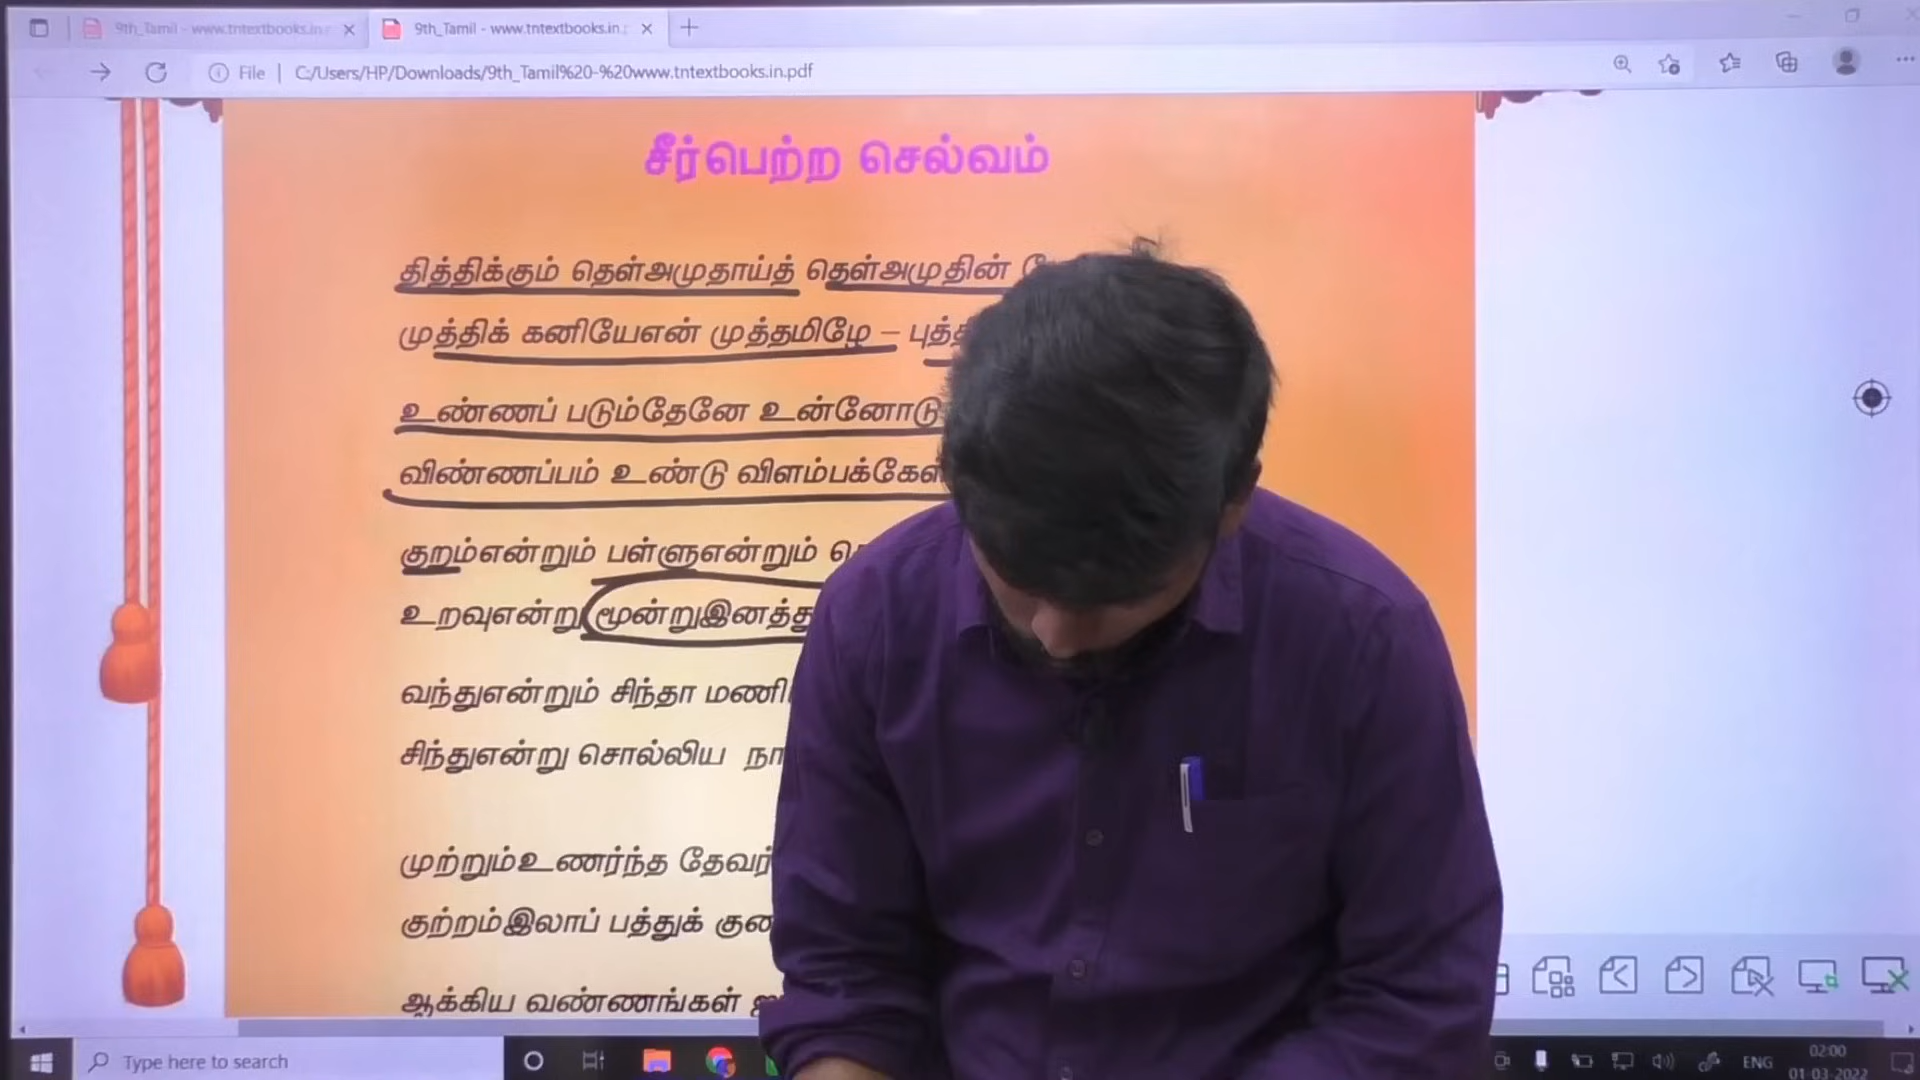 9th_Tamil - www.tntextbooks.in.p
9th_Tamil - www.tntextbooks.in.p
File
C:/Users/HP/Downloads/9th_Tamil%20-%20www.tntextbooks.in.pdf
சீர்பெற்ற செல்வம்
தித்திக்கும் தெள்அமுதாய்த் தெள்அமுதின்
முத்திக் கனியேஎன் முத்தமிழே –
உண்ணப் படும்தேனே உன்னோடு
விண்ணப்பம் உண்டு விளம்பக்கேள்
குறம்என்றும் பள்ளுஎன்றும்
உறவுஎன்று மூன்றுஇனத்து
வந்துஎன்றும் சிந்தா
சிந்துஎன்று சொல்லிய
முற்றும்உணர்ந்த தேவர்
குற்றம்இலாப் பத்துக்
ஆக்கிய வண்ணங்கள்
Type here to search
ENG
02:00
01-03-2022